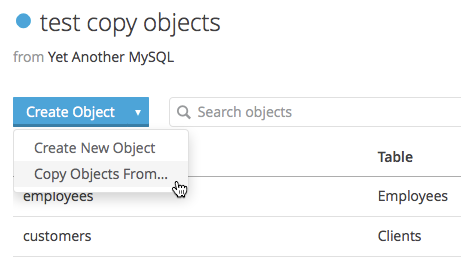 test copy objects
from Yet Another MySQL
Create Object
Search objects
Create New Object
Copy Objects From...
Table
employees Employees
customers Clients